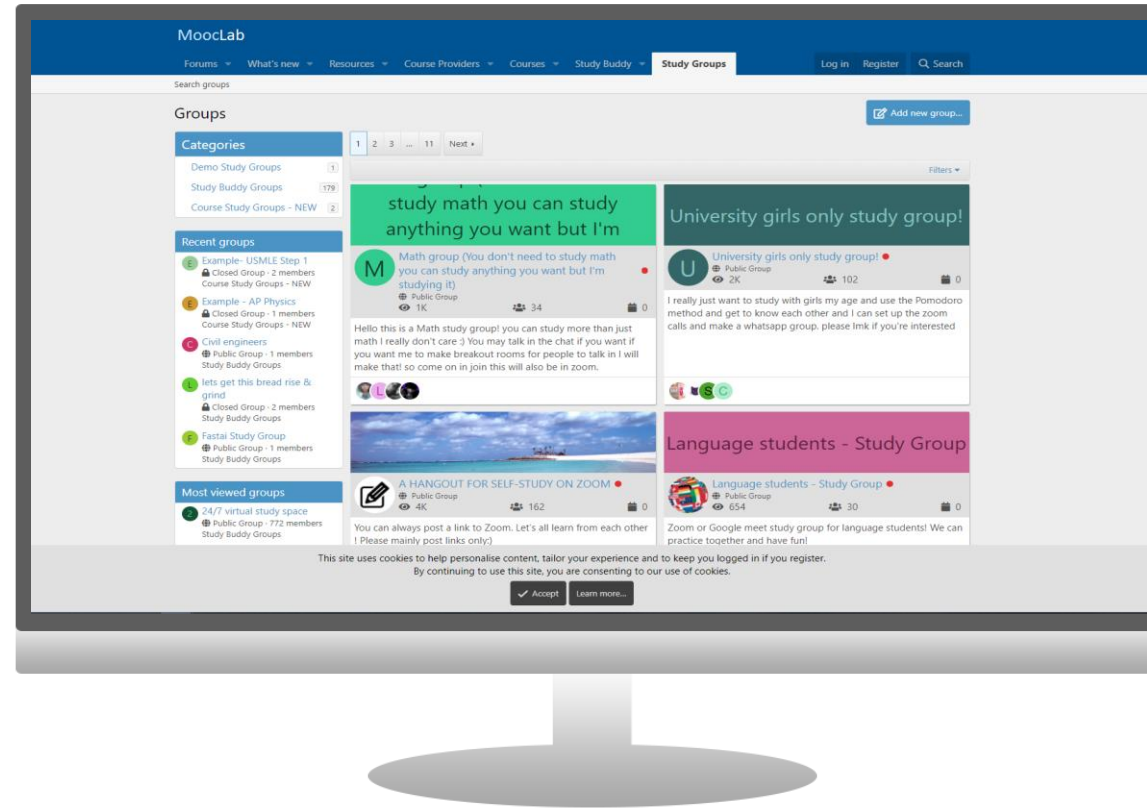 MoocLab
Forums What's new Resources Course Providers Courses Study Buddy Study Groups Log in Register Search
Search groups
Groups
Add new group...
Categories
Demo Study Groups 1
Study Buddy Groups 179
Course Study Groups - NEW 2
Recent groups
E
Example- USMLE Step 1
Closed Group · 2 members
Course Study Groups - NEW
E
Example - AP Physics
Closed Group · 1 members
Course Study Groups - NEW
C
Civil engineers
Public Group · 1 members
Study Buddy Groups
L
lets get this bread rise &
grind
Closed Group · 2 members
Study Buddy Groups
F
Fastai Study Group
Public Group · 1 members
Study Buddy Groups
Most viewed groups
2
24/7 virtual study space
Public Group · 772 members
Study Buddy Groups
1 2 3 ... 11 Next
Filters
study math you can study
anything you want but I'm
M
Math group (You don't need to study math
you can study anything you want but I'm
studying it)
Public Group
1K 34 0
Hello this is a Math study group! you can study more than just
math I really don't care :) You may talk in the chat if you want if
you want me to make breakout rooms for people to talk in I will
make that! so come on in join this will also be in zoom.
L
University girls only study group!
U
University girls only study group!
Public Group
2K 102 0
I really just want to study with girls my age and use the Pomodoro
method and get to know each other and I can set up the zoom
calls and make a whatsapp group. please lmk if you're interested
S C
A HANGOUT FOR SELF-STUDY ON ZOOM
Public Group
4K 162 0
You can always post a link to Zoom. Let's all learn from each other
! Please mainly post links only:)
Language students - Study Group
Language students - Study Group
Public Group
654 30 0
Zoom or Google meet study group for language students! We can
practice together and have fun!
This site uses cookies to help personalise content, tailor your experience and to keep you logged in if you register.
By continuing to use this site, you are consenting to our use of cookies.
Accept Learn more...